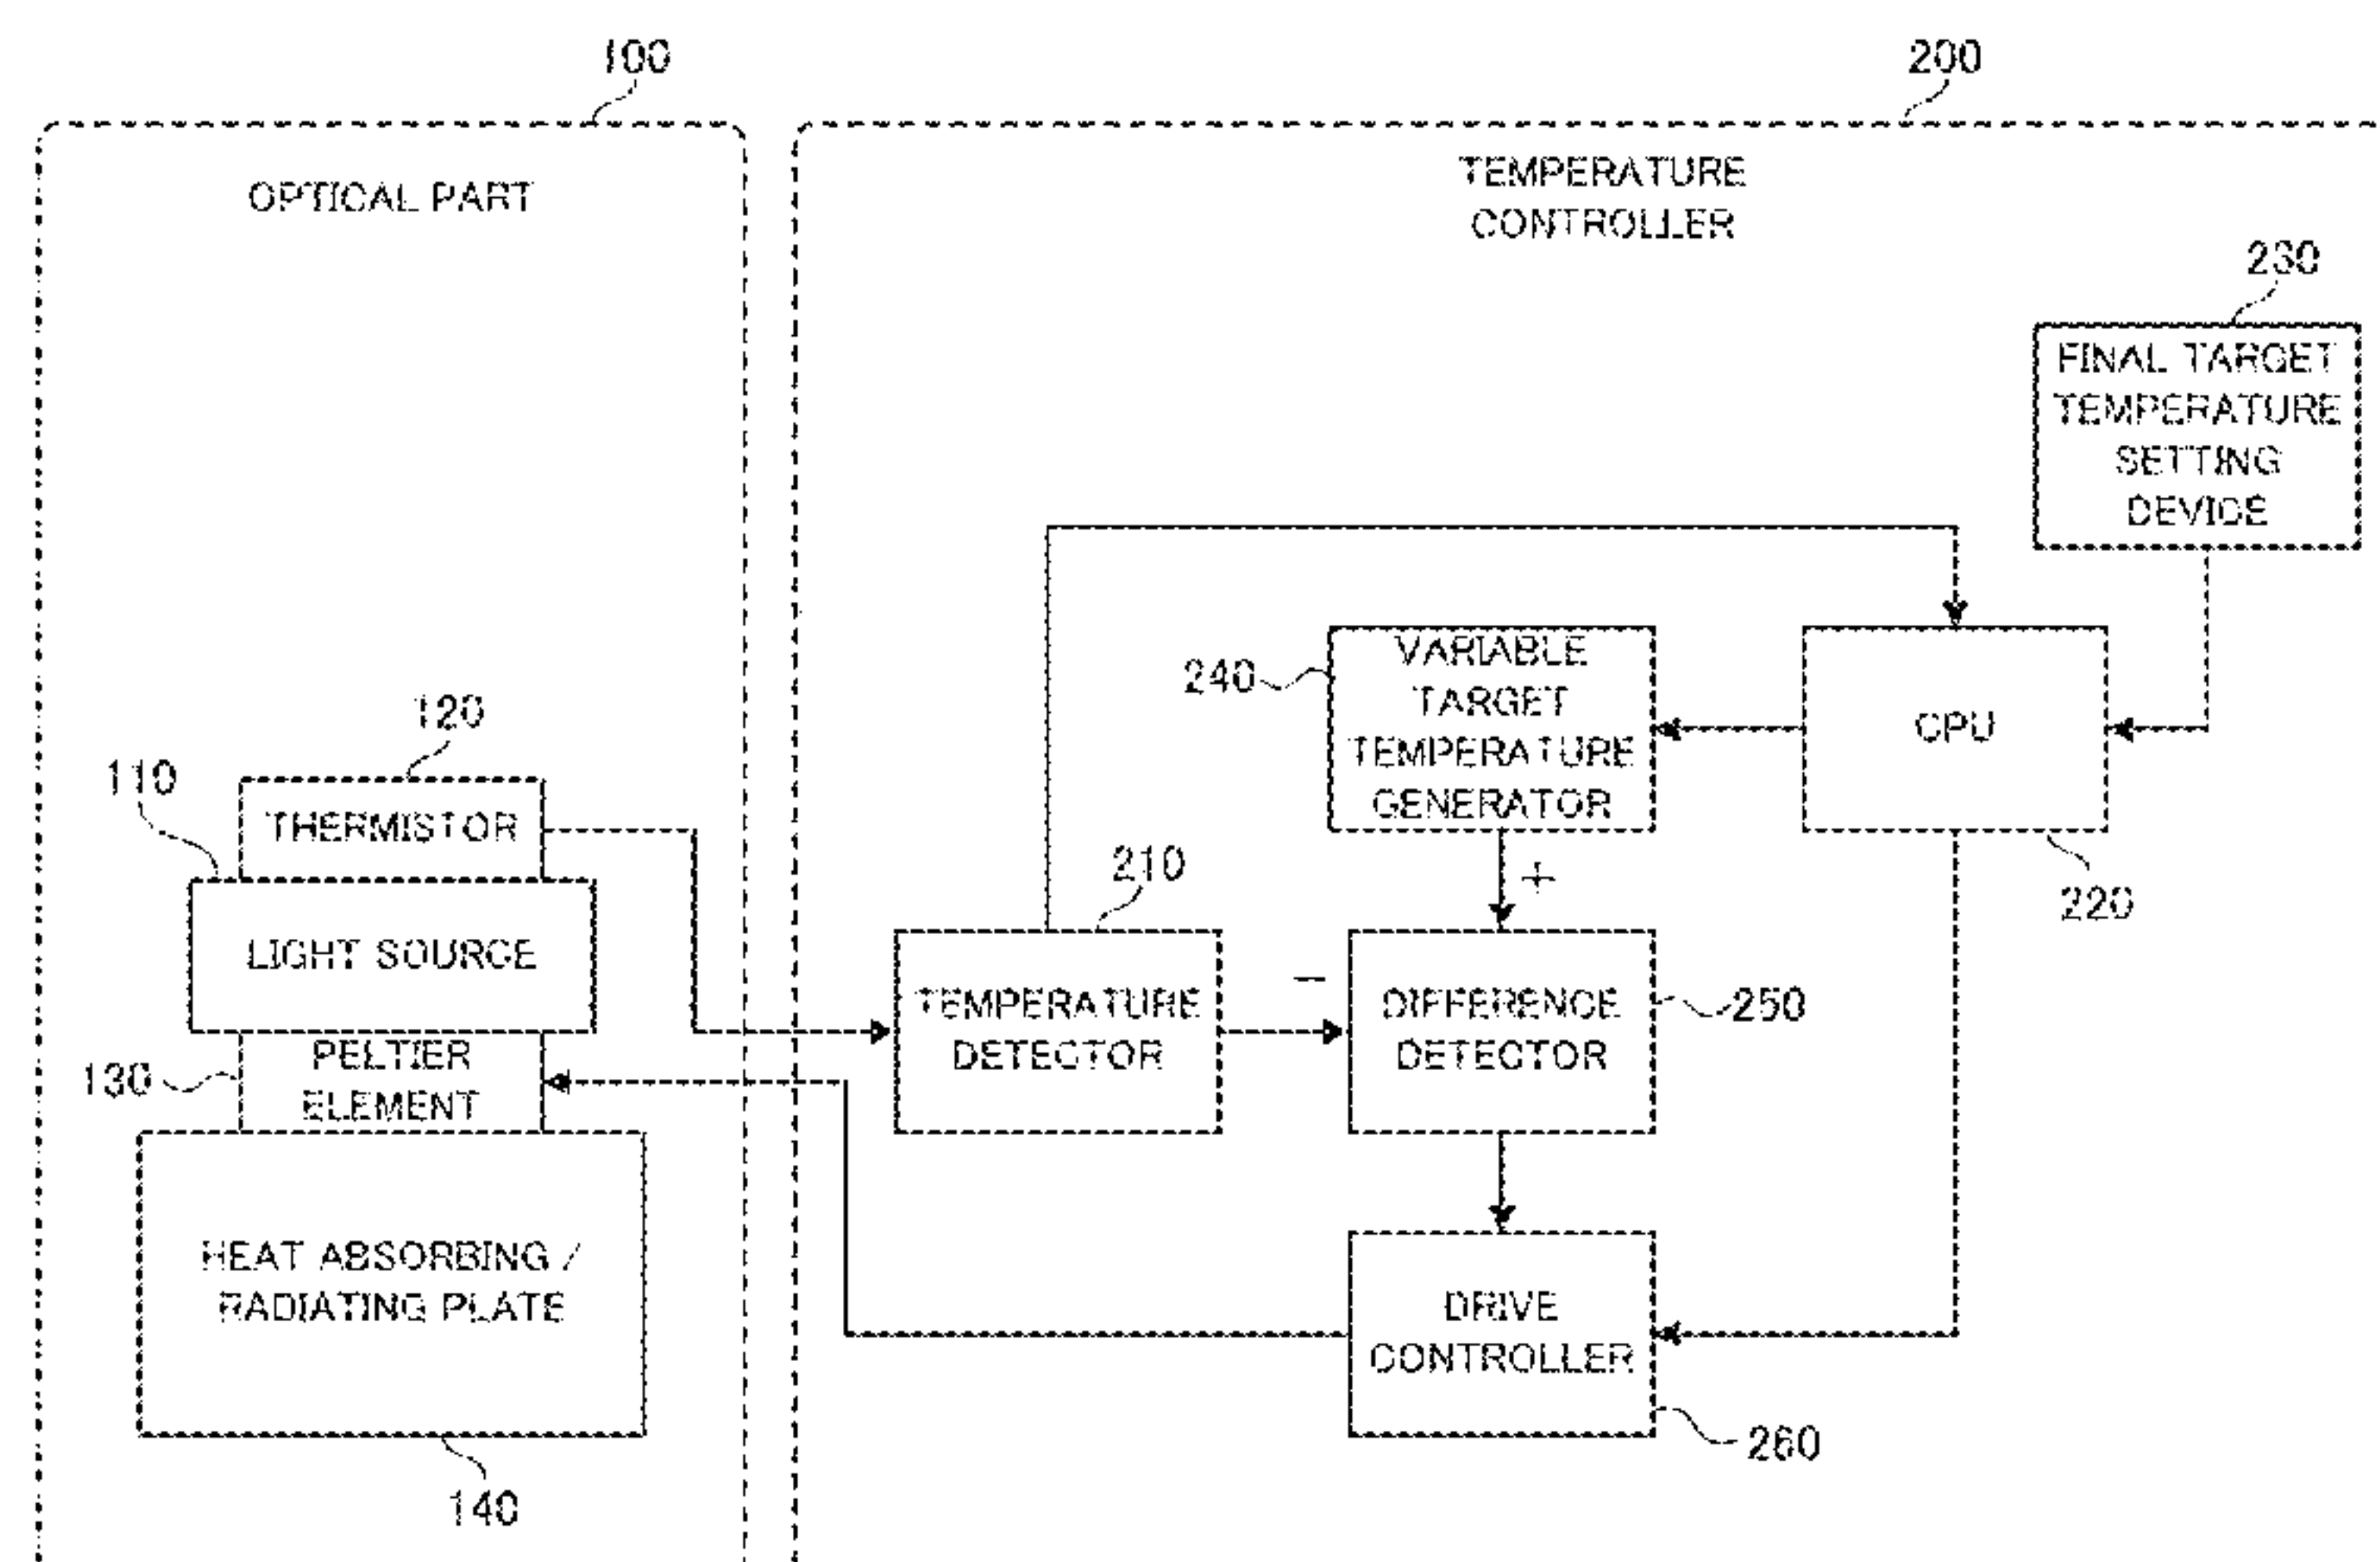 100
200
OPTICAL PART
TEMPERATURE
CONTROLLER
230
FINAL TARGET
TEMPERATURE
SETTING
DEVICE
240
VARIABLE
TARGET
TEMPERATURE
GENERATOR
CPU
220
120
110
THERMISTOR
LIGHT SOURCE
130
PELTIER
ELEMENT
HEAT ABSORBING /
RADIATING PLATE
140
210
TEMPERATURE
DETECTOR
+
−
DIFFERENCE
DETECTOR
250
DRIVE
CONTROLLER
260